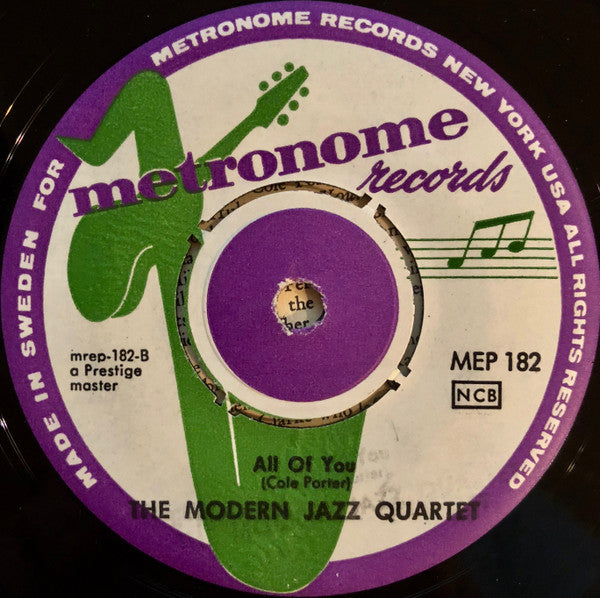 MADE IN SWEDEN FOR METRONOME RECORDS NEW YORK USA ALL RIGHTS RESERVED
metronome
records
mrep-182-B
a Prestige
master
MEP 182
NCB
the
All Of You
(Cole Porter)
THE MODERN JAZZ QUARTET